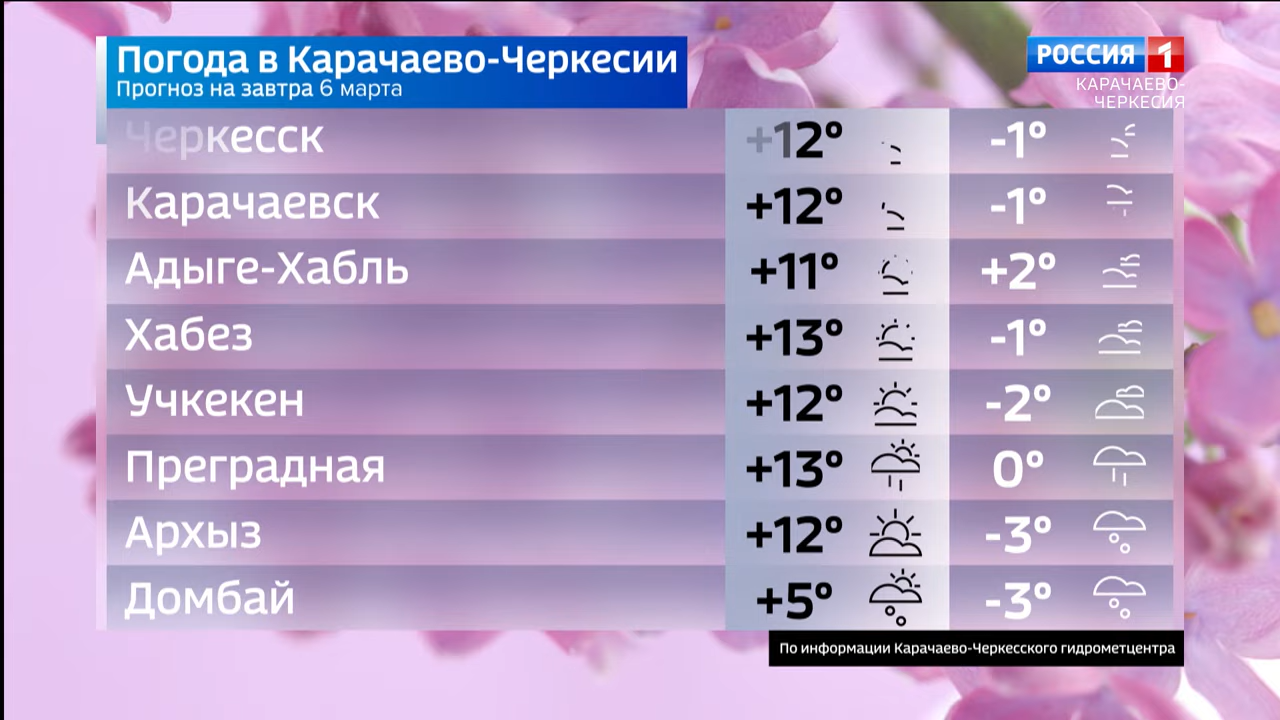 Погода в Карачаево-Черкесии
Прогноз на завтра 6 марта
РОССИЯ 1
КАРАЧАЕВО-
ЧЕРКЕСИЯ
Черкесск +12° -1°
Карачаевск +12° -1°
Адыге-Хабль +11° +2°
Хабез +13° -1°
Учкекен +12° -2°
Преградная +13° 0°
Архыз +12° -3°
Домбай +5° -3°
По информации Карачаево-Черкесского гидрометцентра